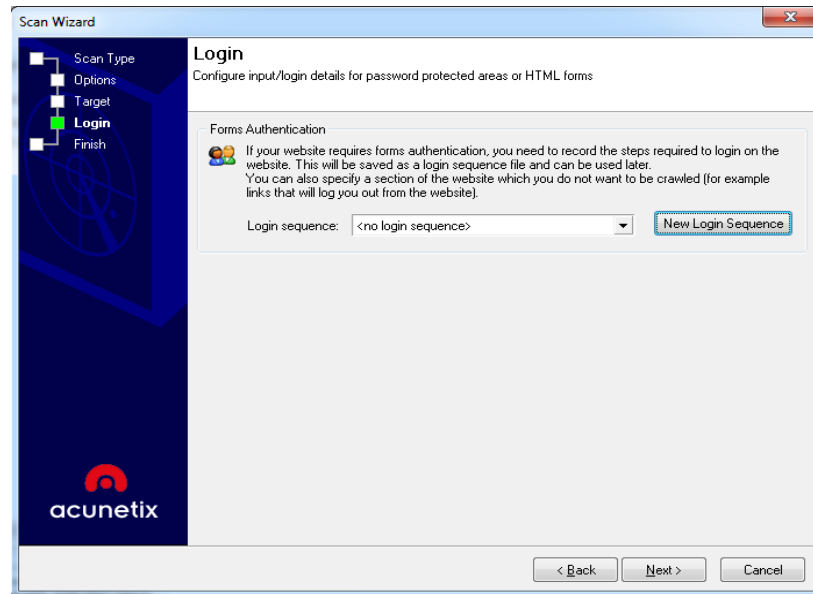 Scan Wizard
Scan Type
Options
Target
Login
Finish
acunetix
Login
Configure input/login details for password protected areas or HTML forms
Forms Authentication
If your website requires forms authentication, you need to record the steps required to login on the
website. This will be saved as a login sequence file and can be used later.
You can also specify a section of the website which you do not want to be crawled (for example
links that will log you out from the website).
Login sequence: <no login sequence> New Login Sequence
< Back Next > Cancel